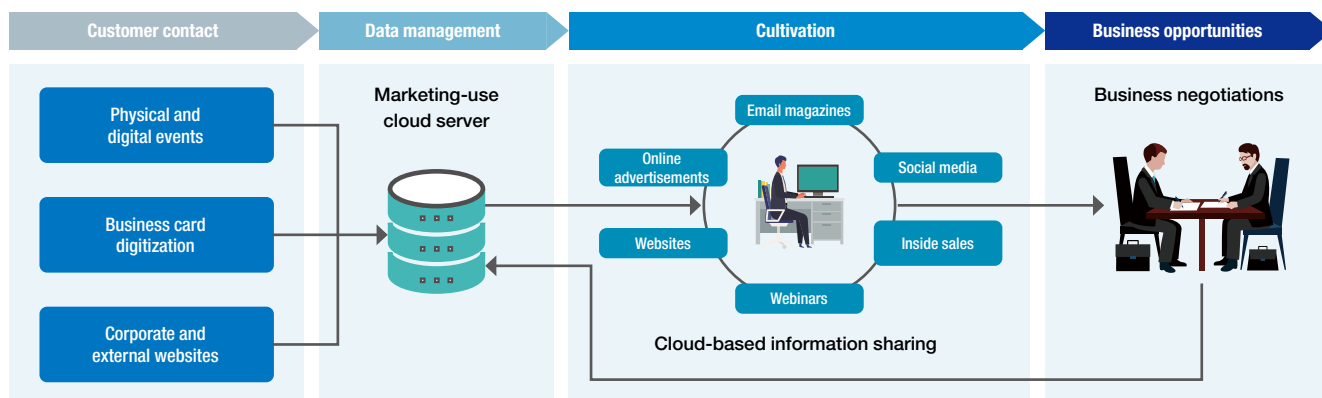 Customer contact
Data management
Cultivation
Business opportunities
Physical and
digital events
Business card
digitization
Corporate and
external websites
Marketing-use
cloud server
Email magazines
Online
advertisements
Social media
Websites
Inside sales
Webinars
Cloud-based information sharing
Business negotiations